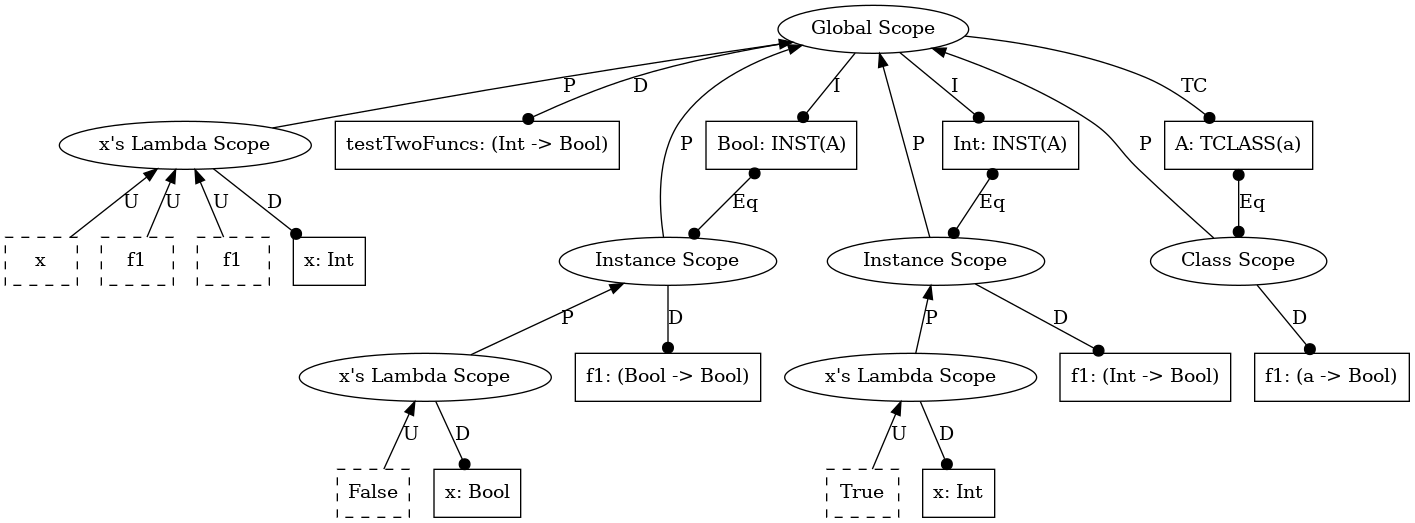 Global Scope
P
D
P
I
I
P
P
TC
x's Lambda Scope
testTwoFuncs: (Int -> Bool)
Bool: INST(A)
Int: INST(A)
A: TCLASS(a)
U
U
U
D
Eq
Eq
Eq
x
f1
f1
x: Int
Instance Scope
Instance Scope
Class Scope
P
D
P
D
D
x's Lambda Scope
f1: (Bool -> Bool)
x's Lambda Scope
f1: (Int -> Bool)
f1: (a -> Bool)
U
D
U
D
False
x: Bool
True
x: Int